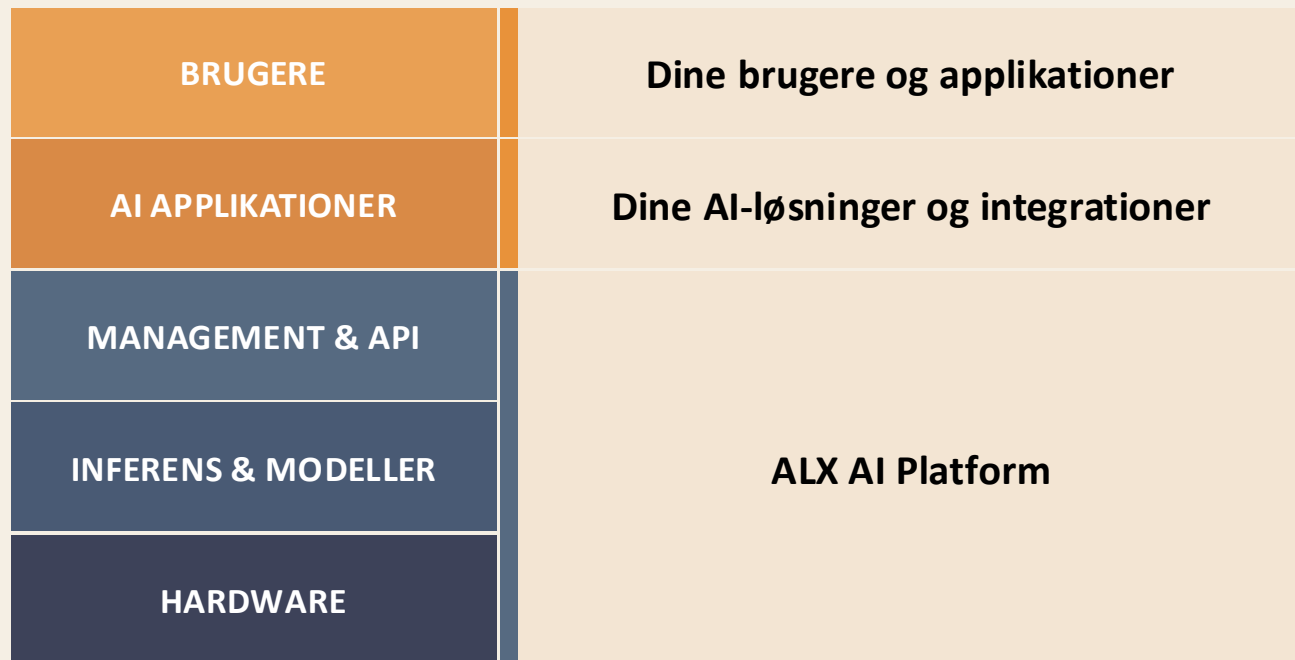 BRUGERE
Dine brugere og applikationer
AI APPLIKATIONER
Dine AI-løsninger og integrationer
MANAGEMENT & API
INFERENS & MODELLER
ALX AI Platform
HARDWARE